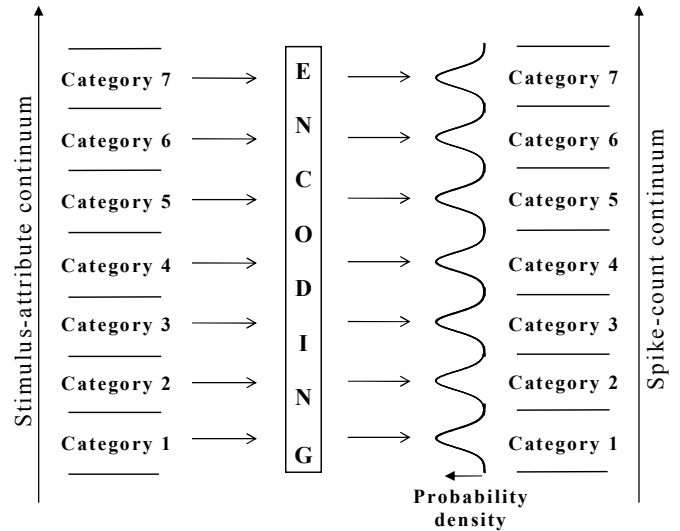 Stimulus-attribute continuum
Category 7
Category 6
Category 5
Category 4
Category 3
Category 2
Category 1
E
N
C
O
D
I
N
G
Probability
density
Category 7
Category 6
Category 5
Category 4
Category 3
Category 2
Category 1
Spike-count continuum